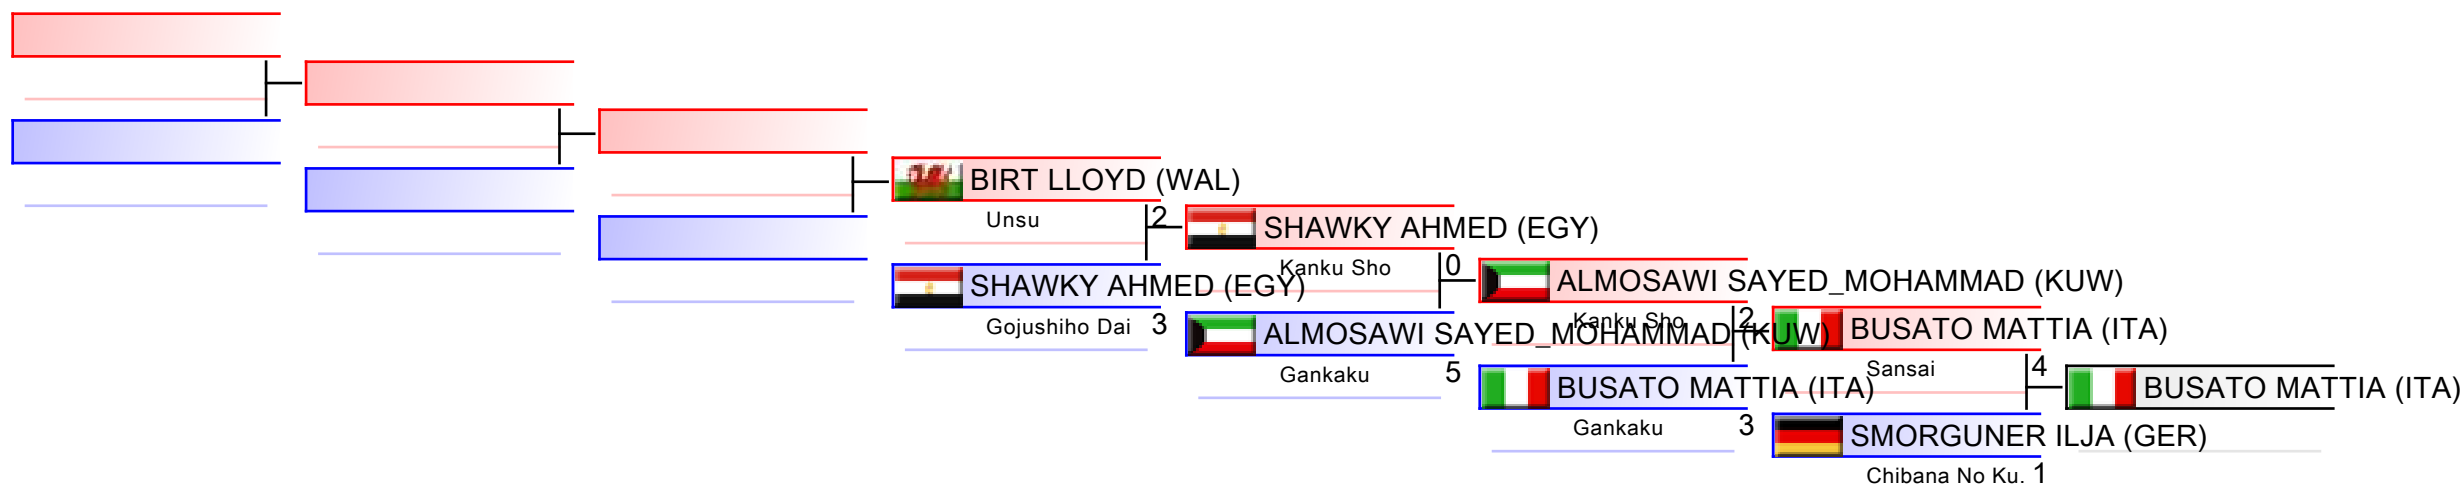 BIRT LLOYD (WAL)
Unsu 2
SHAWKY AHMED (EGY)
Gojushiho Dai 3
SHAWKY AHMED (EGY)
Kanku Sho 0
ALMOSAWI SAYED_MOHAMMAD (KUW)
Gankaku 5
ALMOSAWI SAYED_MOHAMMAD (KUW)
Kanku Sho 2
BUSATO MATTIA (ITA)
Gankaku 3
BUSATO MATTIA (ITA)
Sansai 4
SMORGUNER ILJA (GER)
Chibana No Ku. 1
BUSATO MATTIA (ITA)